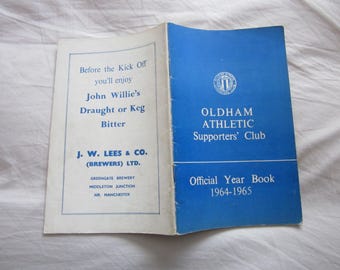 Before the Kick Off
you'll enjoy
John Willie's
Draught or Keg
Bitter
J. W. LEES & CO.
(BREWERS) LTD.
GREENGATE BREWERY
MIDDLETON JUNCTION
NR. MANCHESTER
OLDHAM
ATHLETIC
Supporters' Club
Official Year Book
1964-1965